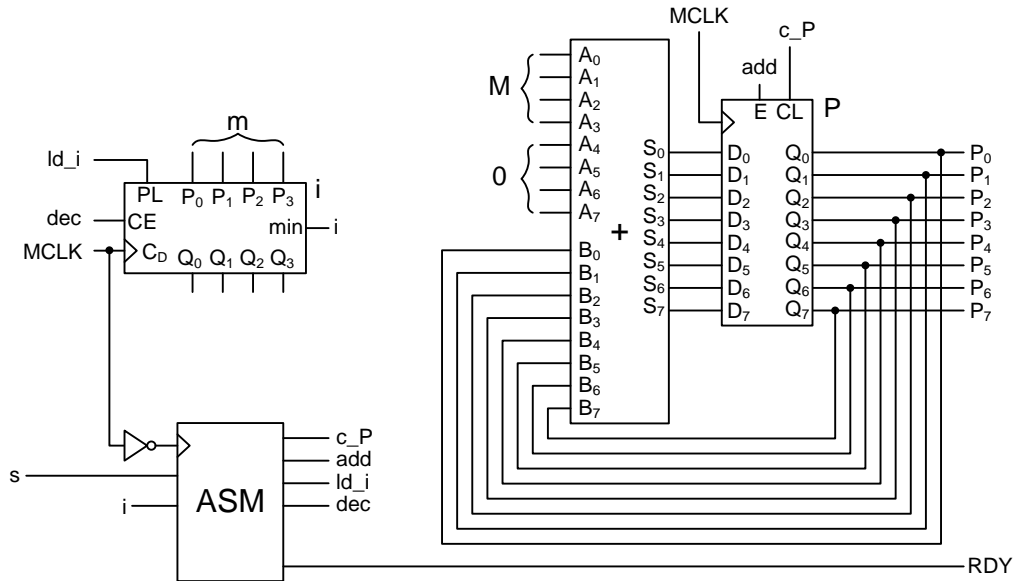 MCLK
c_P
add
E CL P
M
A0
A1
A2
A3
0
A4
A5
A6
A7
B0
B1
B2
B3
B4
B5
B6
B7
+
S0
S1
S2
S3
S4
S5
S6
S7
D0
D1
D2
D3
D4
D5
D6
D7
Q0
Q1
Q2
Q3
Q4
Q5
Q6
Q7
P0
P1
P2
P3
P4
P5
P6
P7
m
ld_i
PL P0 P1 P2 P3 i
dec CE
min i
MCLK CD Q0 Q1 Q2 Q3
s
i
ASM
c_P
add
ld_i
dec
RDY